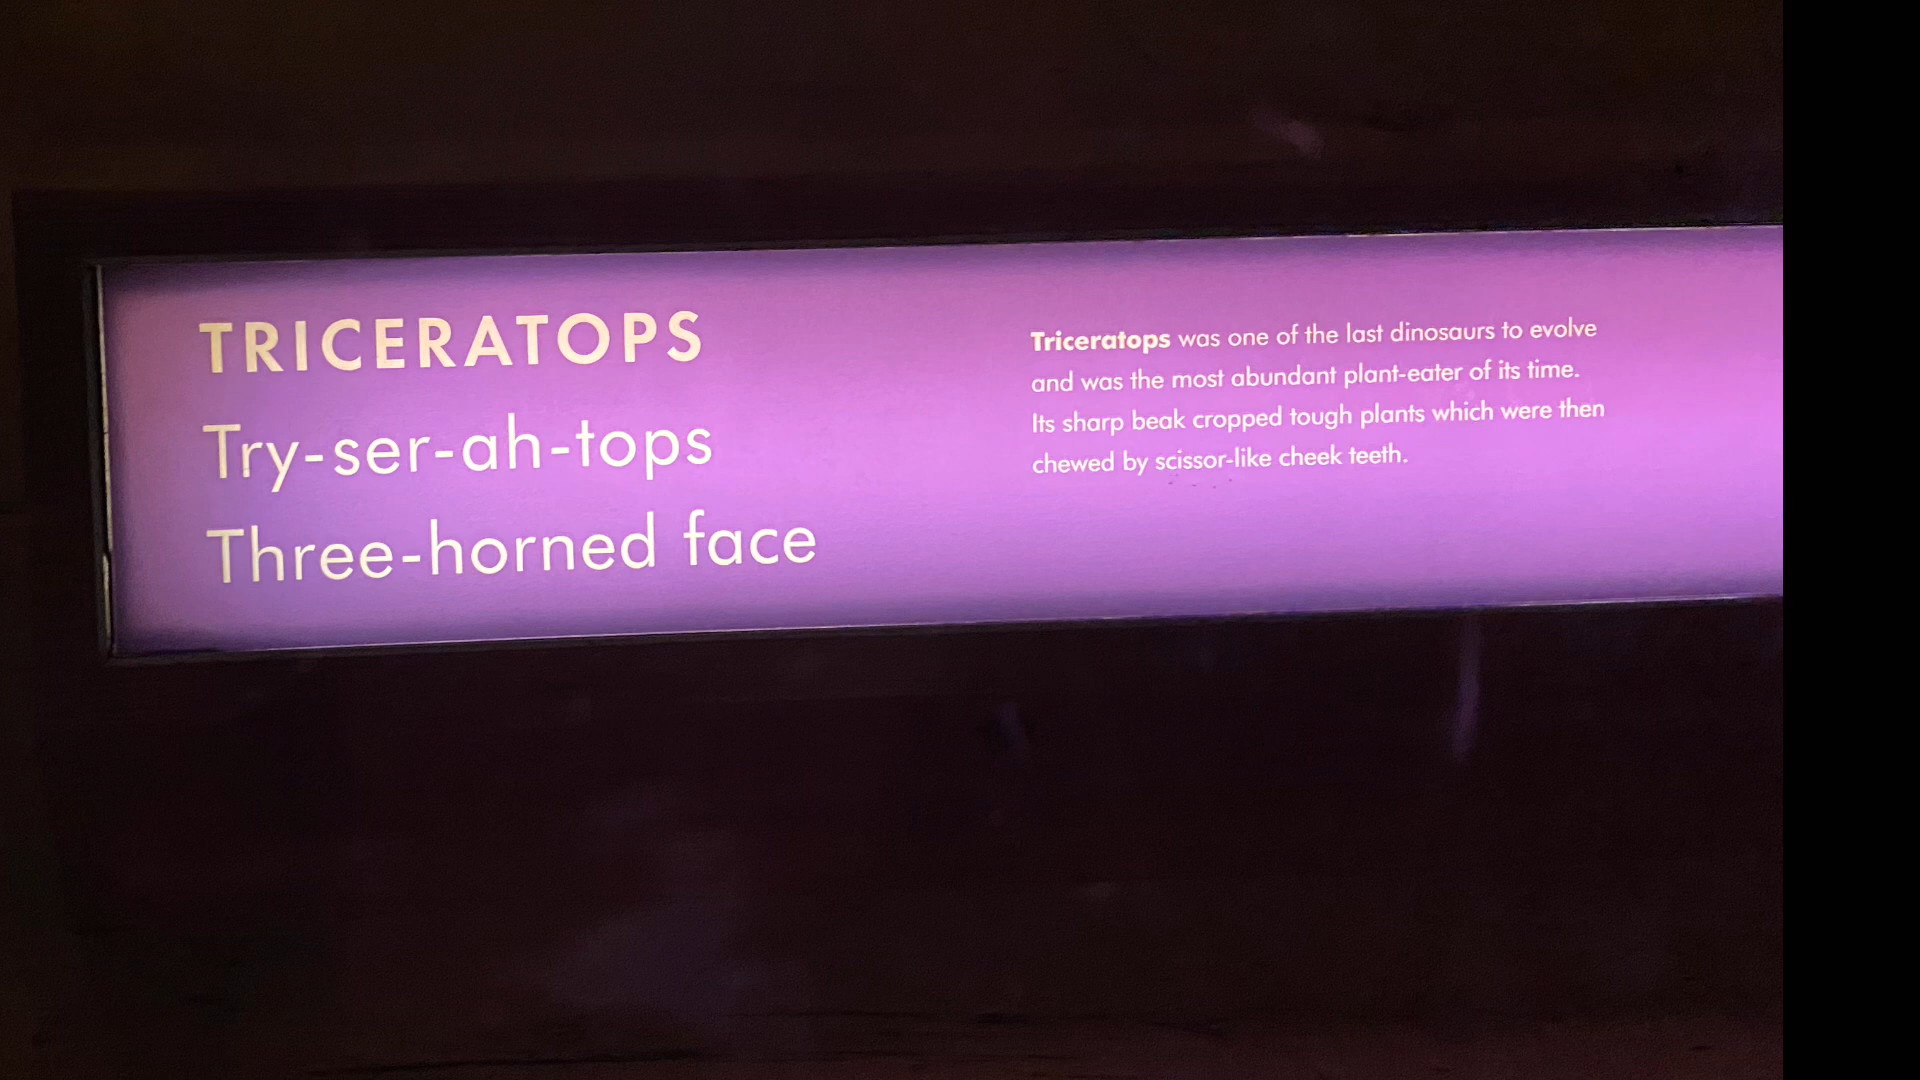 TRICERATOPS
Try-ser-ah-tops
Three-horned face
Triceratops was one of the last dinosaurs to evolve
and was the most abundant plant-eater of its time.
Its sharp beak cropped tough plants which were then
chewed by scissor-like cheek teeth.